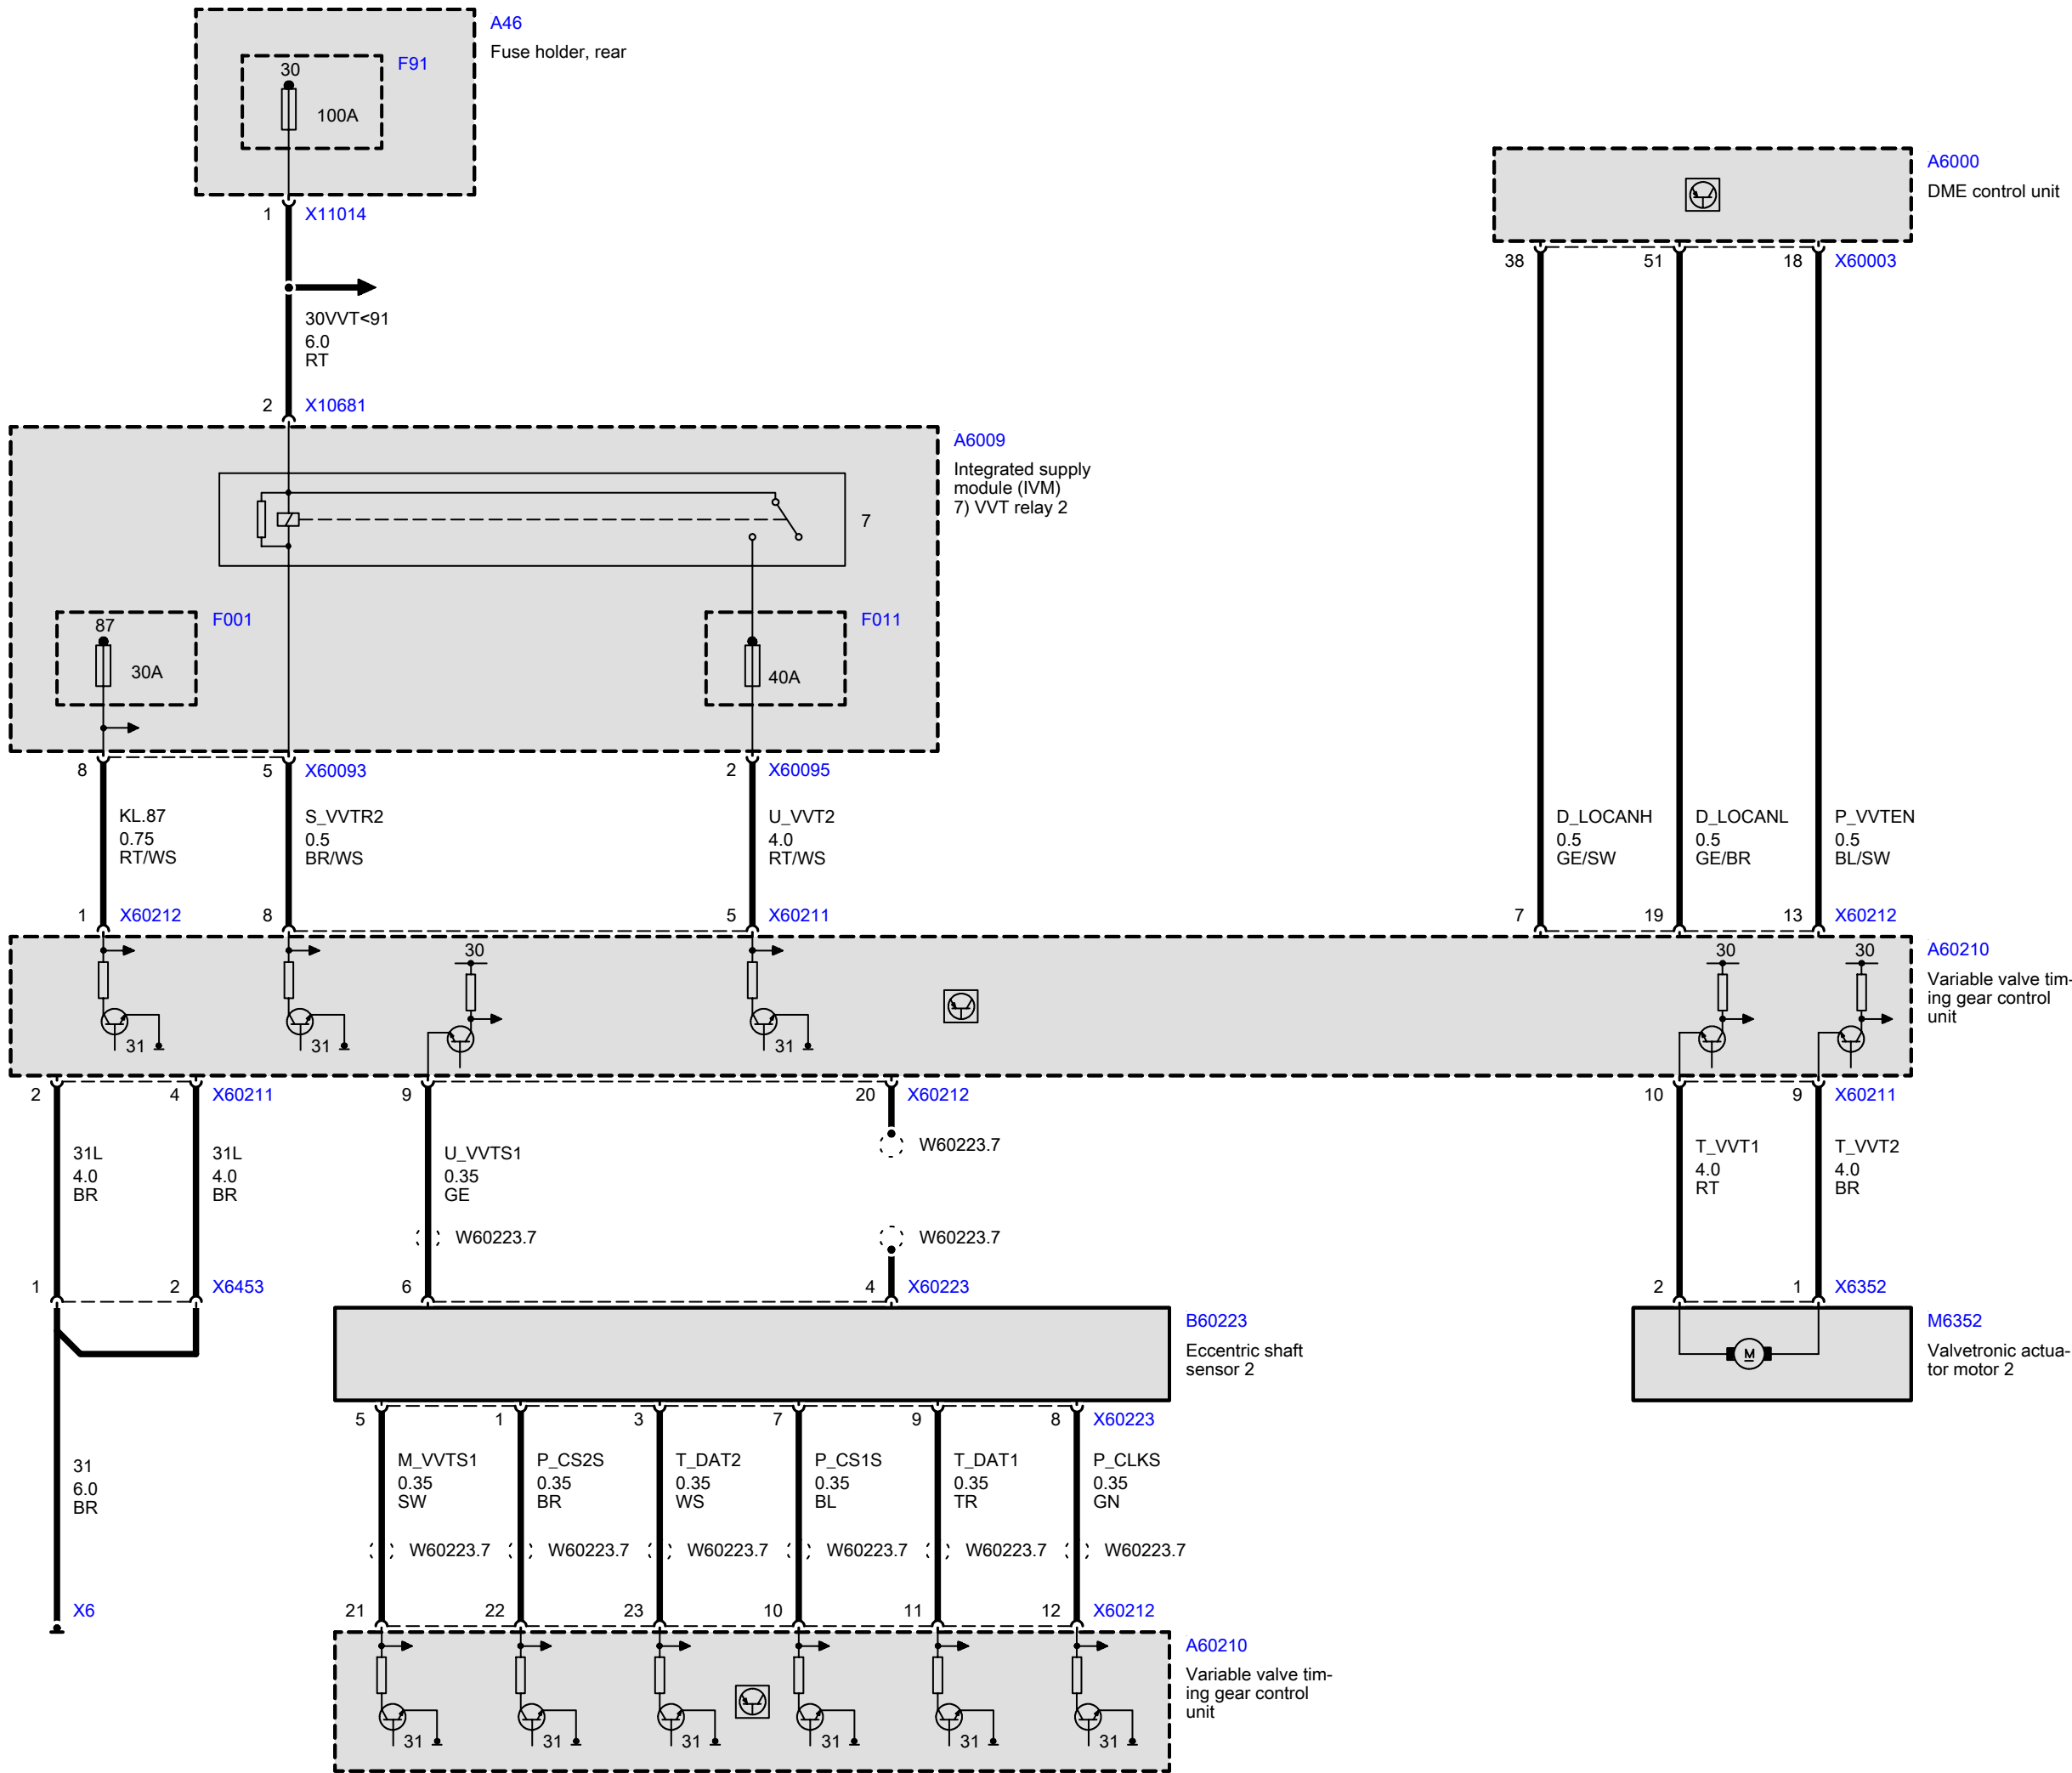 A46
Fuse holder, rear
F91
30
100A
1
X11014
30VVT<91
6.0
RT
2
X10681
A6000
DME control unit
38
51
18
X60003
A6009
Integrated supply
module (IVM)
7) VVT relay 2
7
F001
87
30A
F011
40A
8
5
X60093
2
X60095
KL.87
0.75
RT/WS
S_VVTR2
0.5
BR/WS
U_VVT2
4.0
RT/WS
D_LOCANH
0.5
GE/SW
D_LOCANL
0.5
GE/BR
P_VVTEN
0.5
BL/SW
1
X60212
8
5
X60211
7
19
13
X60212
A60210
Variable valve tim-
ing gear control
unit
30
30
30
31
31
31
2
4
X60211
9
20
X60212
10
9
X60211
31L
4.0
BR
31L
4.0
BR
U_VVTS1
0.35
GE
W60223.7
T_VVT1
4.0
RT
T_VVT2
4.0
BR
W60223.7
W60223.7
1
2
X6453
6
4
X60223
2
1
X6352
B60223
Eccentric shaft
sensor 2
M6352
Valvetronic actua-
tor motor 2
M
5
1
3
7
9
8
X60223
31
6.0
BR
M_VVTS1
0.35
SW
P_CS2S
0.35
BR
T_DAT2
0.35
WS
P_CS1S
0.35
BL
T_DAT1
0.35
TR
P_CLKS
0.35
GN
W60223.7
W60223.7
W60223.7
W60223.7
W60223.7
W60223.7
X6
21
22
23
10
11
12
X60212
A60210
Variable valve tim-
ing gear control
unit
31
31
31
31
31
31